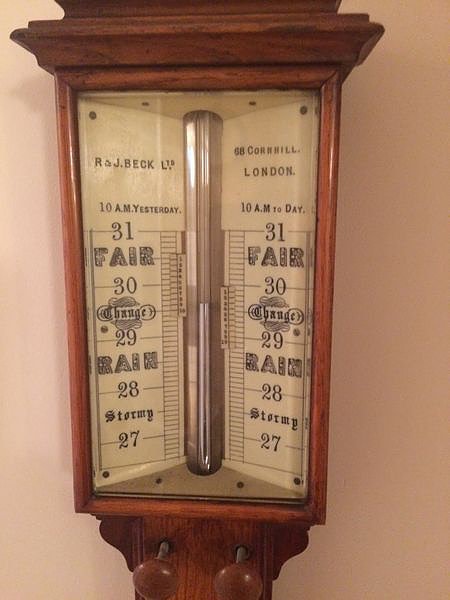 R & J. BECK LTD
10 A.M. YESTERDAY.
31
FAIR
30
Change
29
RAIN
28
Stormy
27
68 CORNHILL.
LONDON.
10 A.M TO DAY.
31
FAIR
30
Change
29
RAIN
28
Stormy
27